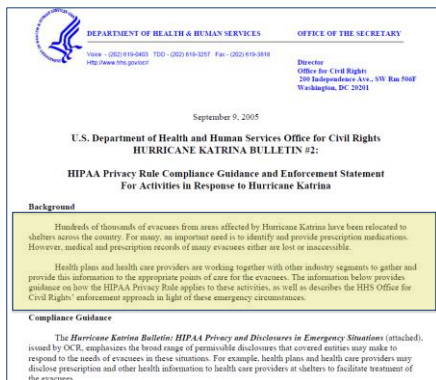 DEPARTMENT OF HEALTH & HUMAN SERVICES OFFICE OF THE SECRETARY
Voice - (202) 619-0403 TDD - (202) 619-3257 Fax - (202) 619-3818
http://www.hhs.gov/ocr/
Director
Office for Civil Rights
200 Independence Ave., SW Rm 506F
Washington, DC 20201
September 9, 2005
U.S. Department of Health and Human Services Office for Civil Rights
HURRICANE KATRINA BULLETIN #2:
HIPAA Privacy Rule Compliance Guidance and Enforcement Statement
For Activities in Response to Hurricane Katrina
Background
Hundreds of thousands of evacuees from areas affected by Hurricane Katrina have been relocated to
shelters across the country. For many, an important need is to identify and provide prescription medications.
However, medical and prescription records of many evacuees either are lost or inaccessible.
Health plans and health care providers are working together with other industry segments to gather and
provide this information to the appropriate points of care for the evacuees. The information below provides
guidance on how the HIPAA Privacy Rule applies to these activities, as well as describes the HHS Office for
Civil Rights' enforcement approach in light of these emergency circumstances.
Compliance Guidance
The Hurricane Katrina Bulletin: HIPAA Privacy and Disclosures in Emergency Situations (attached),
issued by OCR, emphasizes the broad range of permissible disclosures that covered entities may make to
respond to the needs of evacuees in these situations. For example, health plans and health care providers may
disclose prescription and other health information to health care providers at shelters to facilitate treatment of
the evacuees.